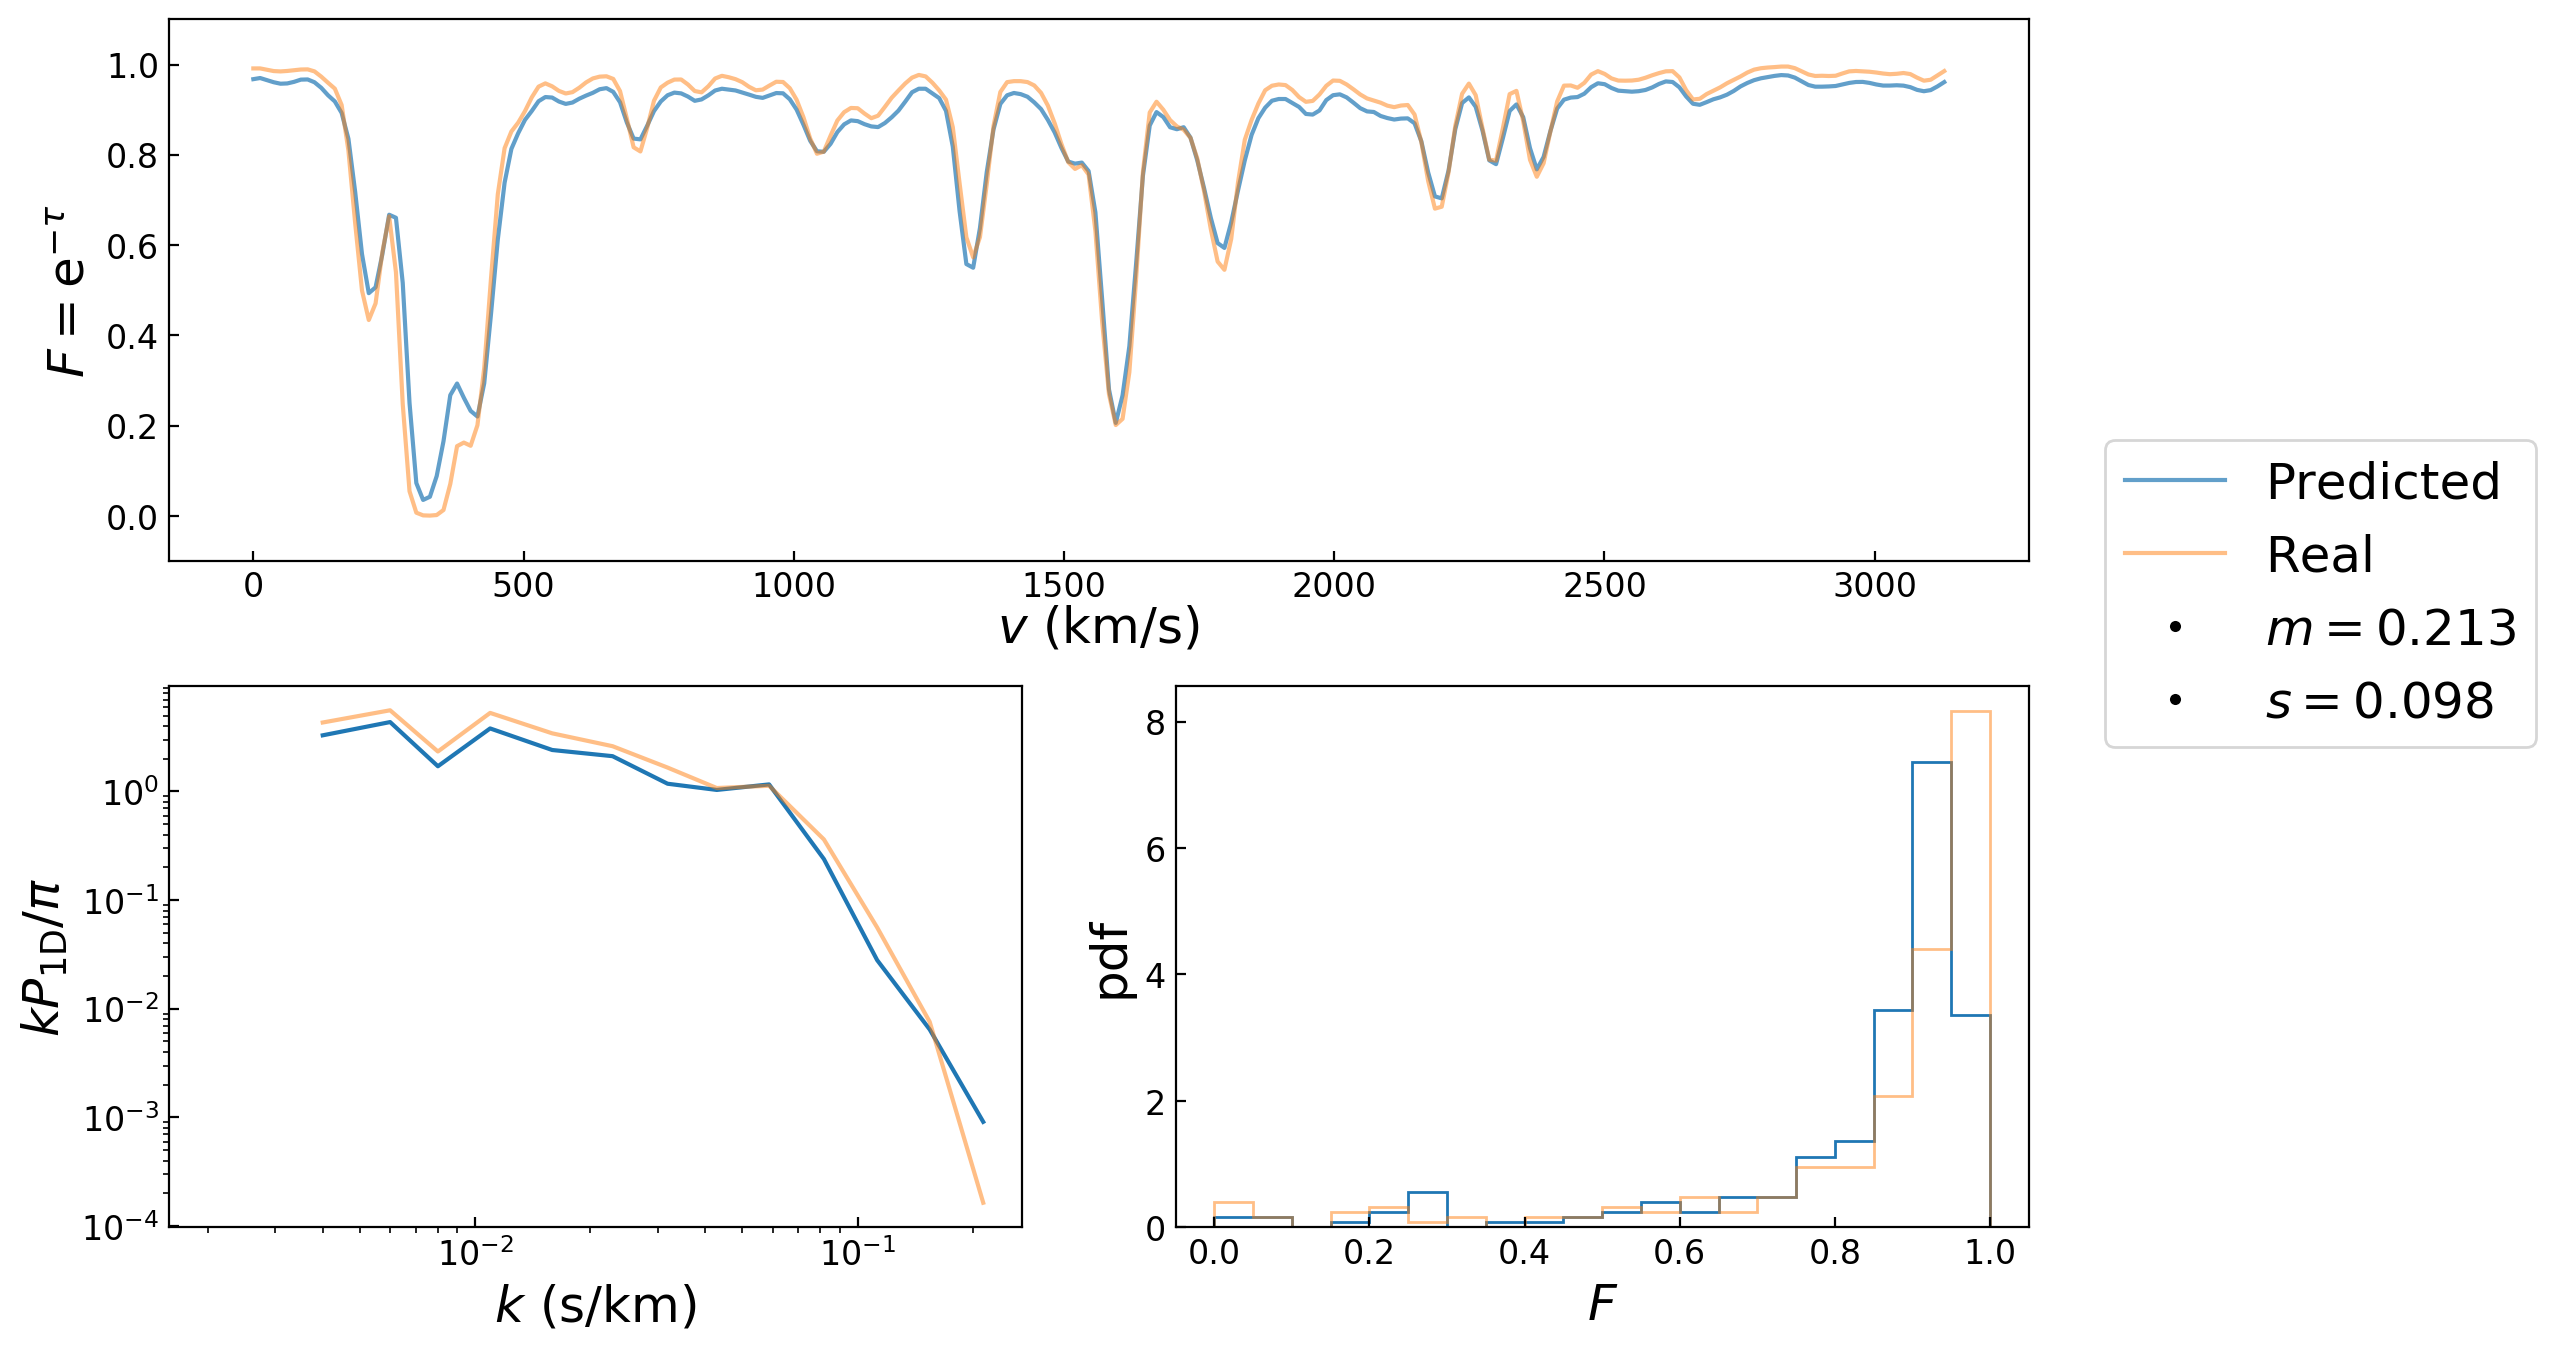 F = e^{−τ}
1.0
0.8
0.6
0.4
0.2
0.0
0 500 1000 1500 2000 2500 3000
v (km/s)
Predicted
Real
m = 0.213
s = 0.098
kP_{1D}/π
10^0
10^{−1}
10^{−2}
10^{−3}
10^{−4}
10^{−2} 10^{−1}
k (s/km)
pdf
8
6
4
2
0
0.0 0.2 0.4 0.6 0.8 1.0
F